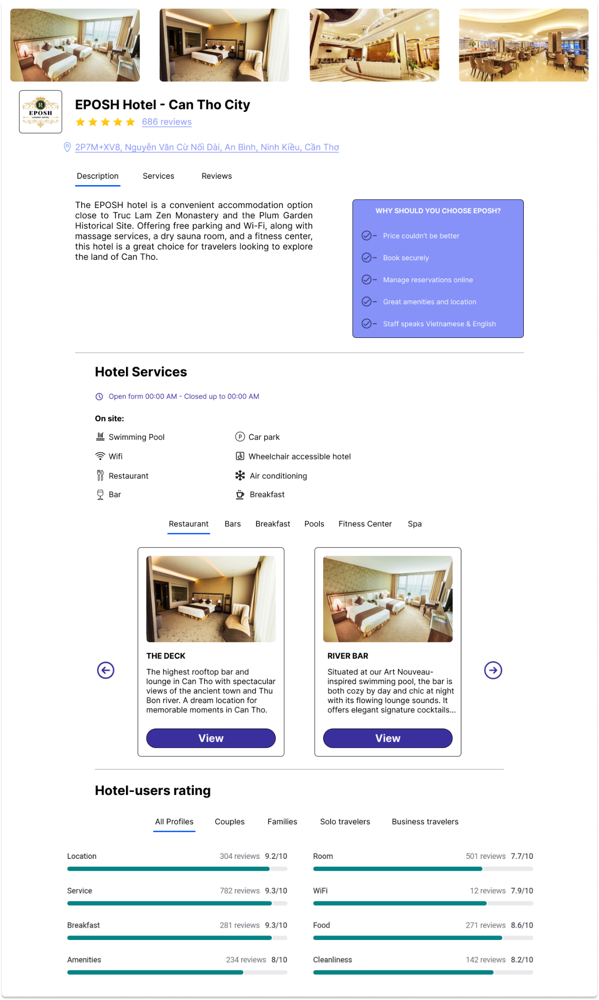 R
EPOSH
LUXURY HOTEL
EPOSH Hotel - Can Tho City
686 reviews
2P7M+XV8, Nguyễn Văn Cừ Nối Dài, An Bình, Ninh Kiều, Cần Thơ
Description Services Reviews
The EPOSH hotel is a convenient accommodation option
close to Truc Lam Zen Monastery and the Plum Garden
Historical Site. Offering free parking and Wi-Fi, along with
massage services, a dry sauna room, and a fitness center,
this hotel is a great choice for travelers looking to explore
the land of Can Tho.
WHY SHOULD YOU CHOOSE EPOSH?
Price couldn't be better
Book securely
Manage reservations online
Great amenities and location
Staff speaks Vietnamese & English
Hotel Services
Open form 00:00 AM - Closed up to 00:00 AM
On site:
Swimming Pool
P Car park
Wifi
Wheelchair accessible hotel
Restaurant
Air conditioning
Bar
Breakfast
Restaurant Bars Breakfast Pools Fitness Center Spa
THE DECK
The highest rooftop bar and
lounge in Can Tho with spectacular
views of the ancient town and Thu
Bon river. A dream location for
memorable moments in Can Tho.
View
RIVER BAR
Situated at our Art Nouveau-
inspired swimming pool, the bar is
both cozy by day and chic at night
with its flowing lounge sounds. It
offers elegant signature cocktails...
View
Hotel-users rating
All Profiles Couples Families Solo travelers Business travelers
Location 304 reviews 9.2/10
Room 501 reviews 7.7/10
Service 782 reviews 9.3/10
WiFi 12 reviews 7.9/10
Breakfast 281 reviews 9.3/10
Food 271 reviews 8.6/10
Amenities 234 reviews 8/10
Cleanliness 142 reviews 8.2/10